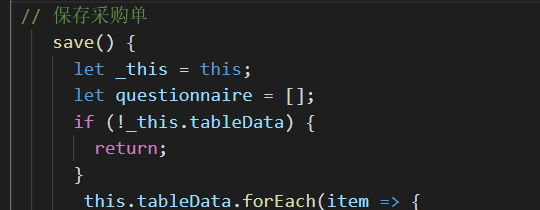 // 保存采购单
save() {
let _this = this;
let questionnaire = [];
if (!_this.tableData) {
return;
}
this.tableData.forEach(item => {